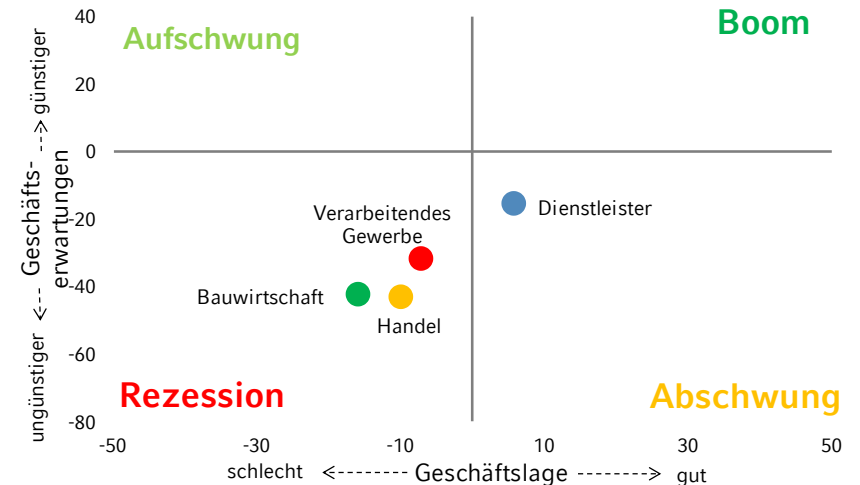 40
Aufschwung
Boom
20
0
-20
-40
-60
-80
ungünstiger <--- Geschäfts- ---> günstiger
erwartungen
Dienstleister
Verarbeitendes
Gewerbe
Bauwirtschaft
Handel
Rezession
Abschwung
-50
-30
-10
10
30
50
schlecht <-------- Geschäftslage -------> gut